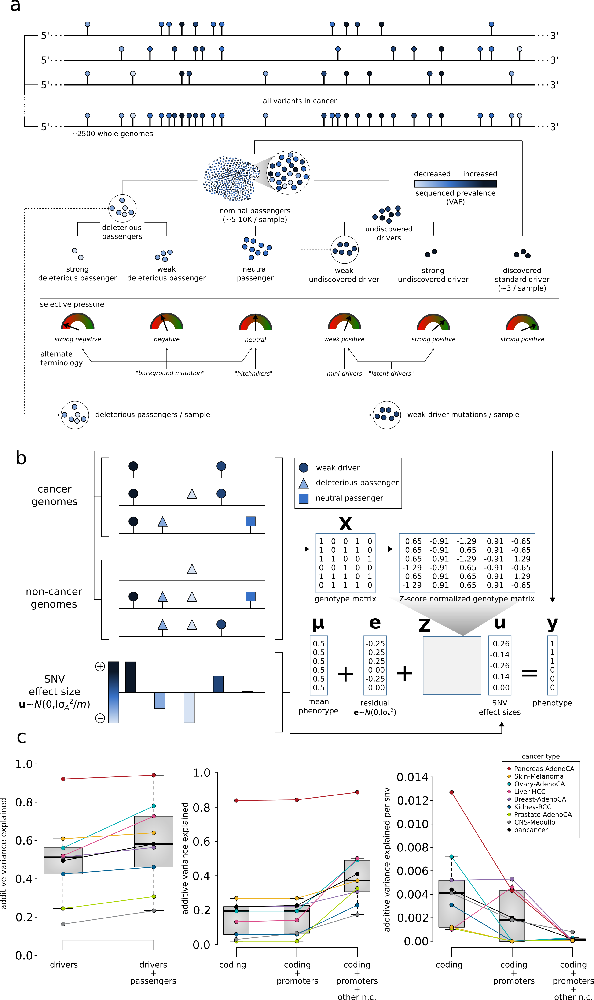 a
5'· · · · · ·3'
5'· · · · · ·3'
5'· · · · · ·3'
all variants in cancer
5'· · · · · ·3'
~2500 whole genomes
decreased increased
sequenced prevalence
(VAF)
nominal passengers
(~5-10K / sample)
deleterious
passengers
undiscovered
drivers
strong
deleterious passenger
weak
deleterious passenger
neutral
passenger
weak
undiscovered driver
strong
undiscovered driver
discovered
standard driver
(~3 / sample)
selective pressure
strong negative negative neutral weak positive strong positive strong positive
alternate
terminology
"background mutation" "hitchhikers" "mini-drivers" "latent-drivers"
deleterious passengers / sample weak driver mutations / sample
b
cancer
genomes
non-cancer
genomes
weak driver
deleterious passenger
neutral passenger
X
1 0 0 1 0
1 0 1 1 0
1 1 0 0 1
0 0 1 0 0
1 1 1 0 1
0 1 1 1 0
genotype matrix
0.65 -0.91 -1.29 0.91 -0.65
0.65 -0.91 0.65 0.91 -0.65
0.65 0.91 -1.29 -0.91 1.29
-1.29 -0.91 0.65 -0.91 -0.65
0.65 0.91 0.65 -0.91 1.29
-1.29 0.91 0.65 0.91 -0.65
Z-score normalized genotype matrix
μ e Z u y
0.5
0.5
0.5
0.5
0.5
0.5
mean
phenotype
+
-0.25
0.25
0.25
0.00
-0.25
0.00
residual
e~N(0,Iσ_E²)
+
0.26
-0.14
-0.26
0.14
0.00
SNV
effect sizes
=
1
1
1
0
0
0
phenotype
SNV
effect size
u~N(0,Iσ_A²/m)
+
−
c
additive variance explained
1.0
0.8
0.6
0.4
0.2
0.0
drivers
drivers
+
passengers
additive variance explained
1.0
0.8
0.6
0.4
0.2
0.0
coding
coding
+
promoters
coding
+
promoters
+
other n.c.
additive variance explained per snv
0.014
0.012
0.010
0.008
0.006
0.004
0.002
0.00
coding
coding
+
promoters
coding
+
promoters
+
other n.c.
cancer type
Pancreas-AdenoCA
Skin-Melanoma
Ovary-AdenoCA
Liver-HCC
Breast-AdenoCA
Kidney-RCC
Prostate-AdenoCA
CNS-Medullo
pancancer